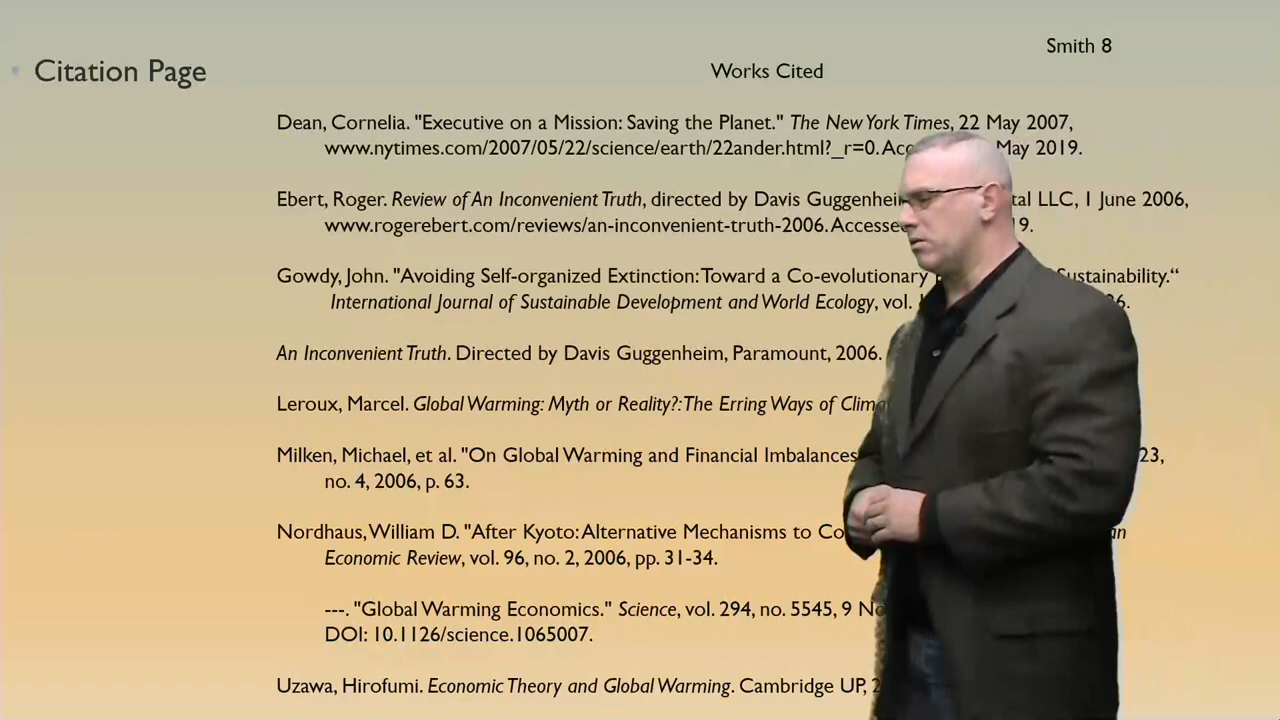 Smith 8
• Citation Page
Works Cited
Dean, Cornelia. "Executive on a Mission: Saving the Planet." The New York Times, 22 May 2007,
www.nytimes.com/2007/05/22/science/earth/22ander.html?_r=0. May 2019.
Ebert, Roger. Review of An Inconvenient Truth, directed by Davis Guggenheim LLC, 1 June 2006,
www.rogerebert.com/reviews/an-inconvenient-truth-2006. Accessed
Gowdy, John. "Avoiding Self-organized Extinction: Toward a Co-evolutionary Sustainability.“
International Journal of Sustainable Development and World Ecology, vol.
An Inconvenient Truth. Directed by Davis Guggenheim, Paramount, 2006.
Leroux, Marcel. Global Warming: Myth or Reality?: The Erring Ways of
Milken, Michael, et al. "On Global Warming and Financial Imbalances 23,
no. 4, 2006, p. 63.
Nordhaus, William D. "After Kyoto: Alternative Mechanisms to
Economic Review, vol. 96, no. 2, 2006, pp. 31-34.
---. "Global Warming Economics." Science, vol. 294, no. 5545, 9
DOI: 10.1126/science.1065007.
Uzawa, Hirofumi. Economic Theory and Global Warming. Cambridge UP,